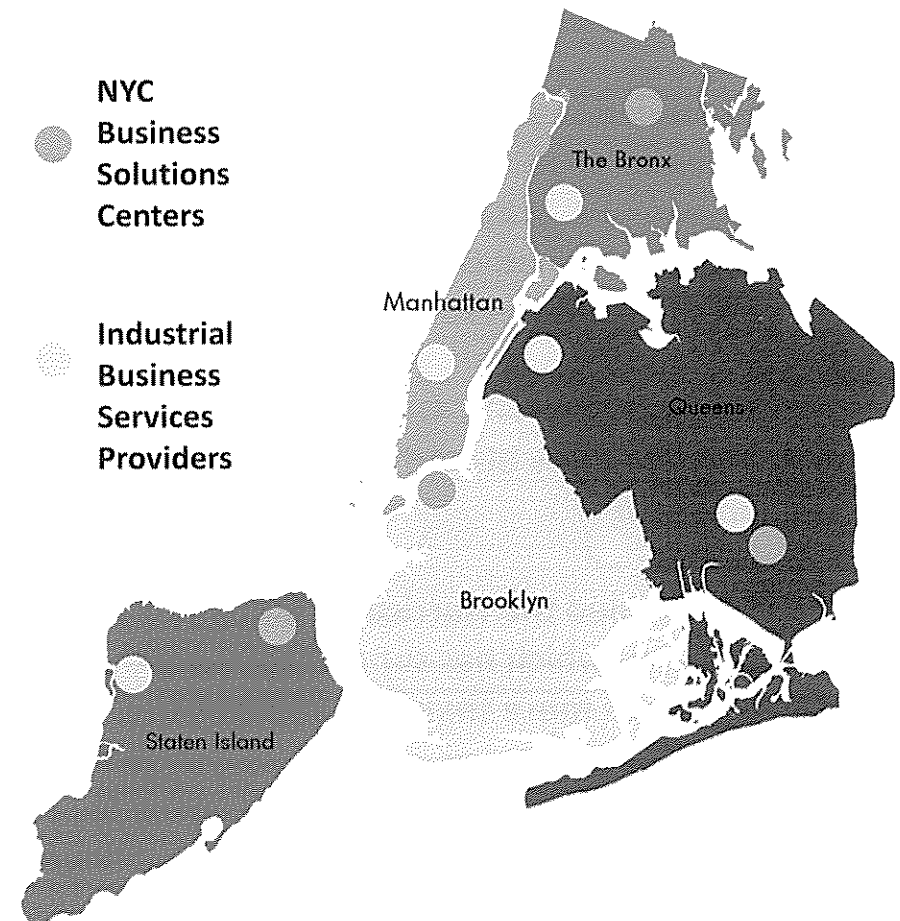 NYC
Business
Solutions
Centers
Industrial
Business
Services
Providers
The Bronx
Manhattan
Queens
Brooklyn
Staten Island